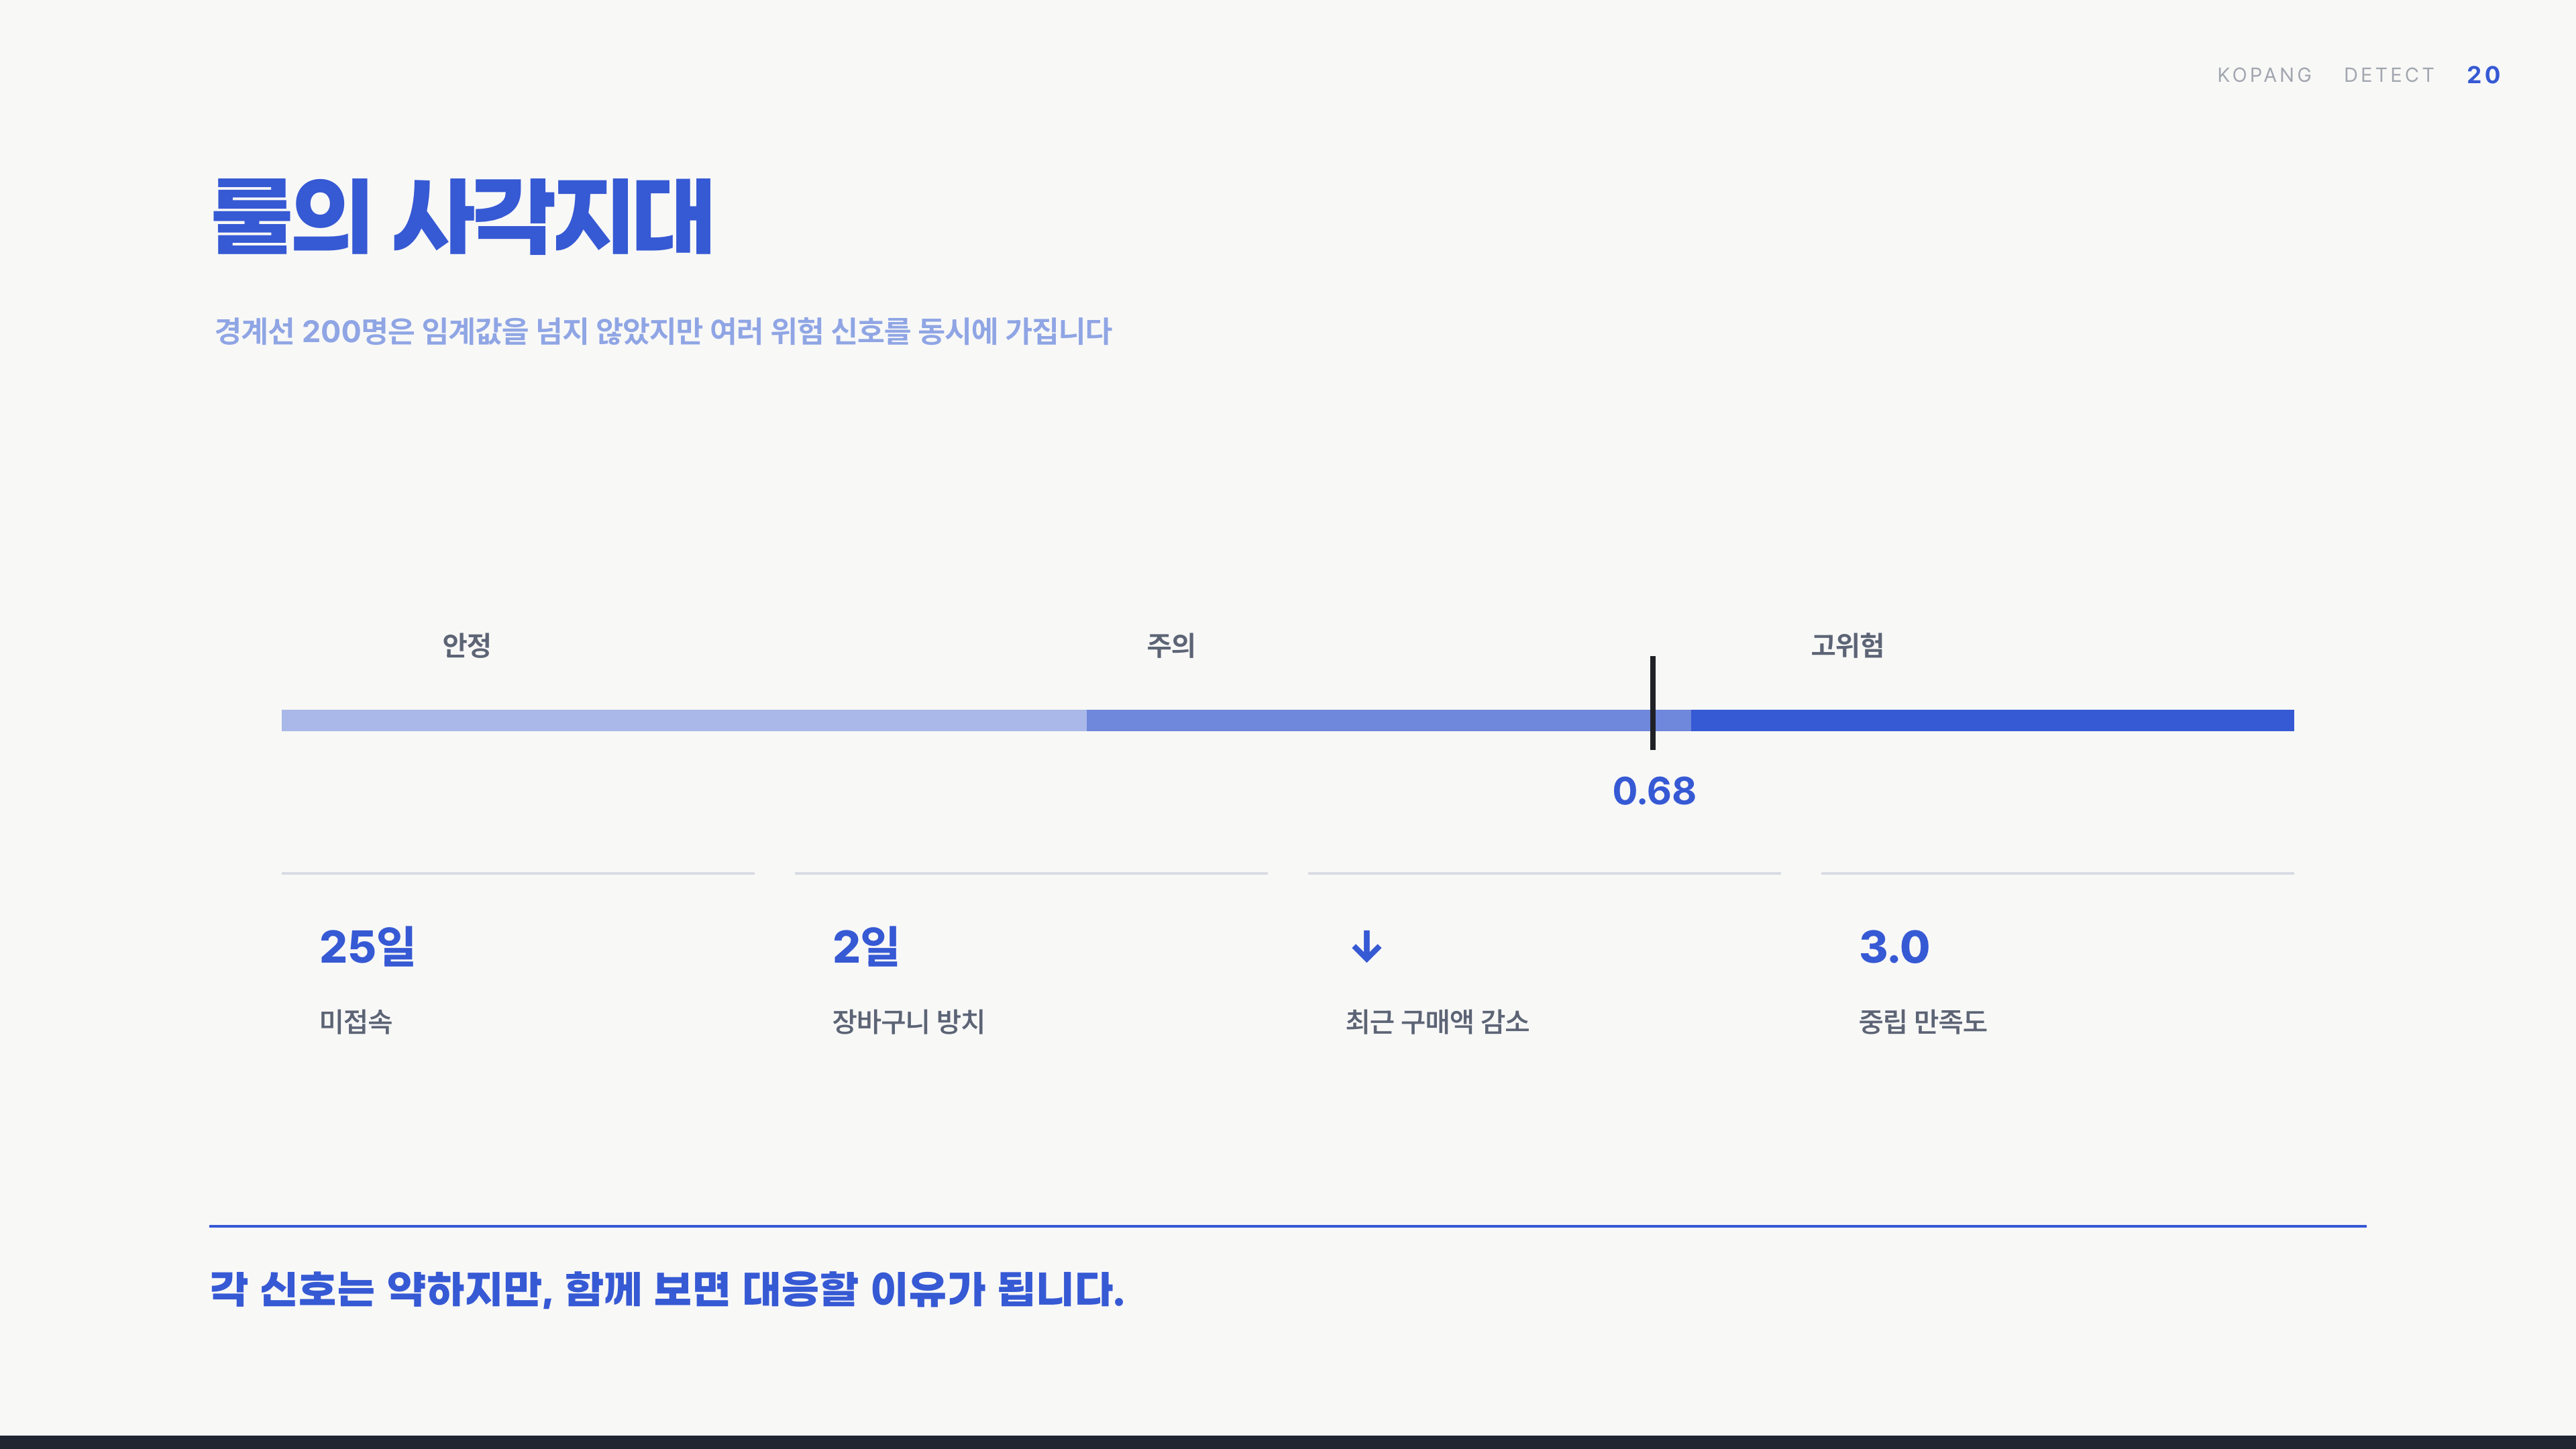 KOPANG DETECT 20
룰의 사각지대
경계선 200명은 임계값을 넘지 않았지만 여러 위험 신호를 동시에 가집니다
안정 주의 고위험
0.68
25일 2일 ↓ 3.0
미접속 장바구니 방치 최근 구매액 감소 중립 만족도
각 신호는 약하지만, 함께 보면 대응할 이유가 됩니다.